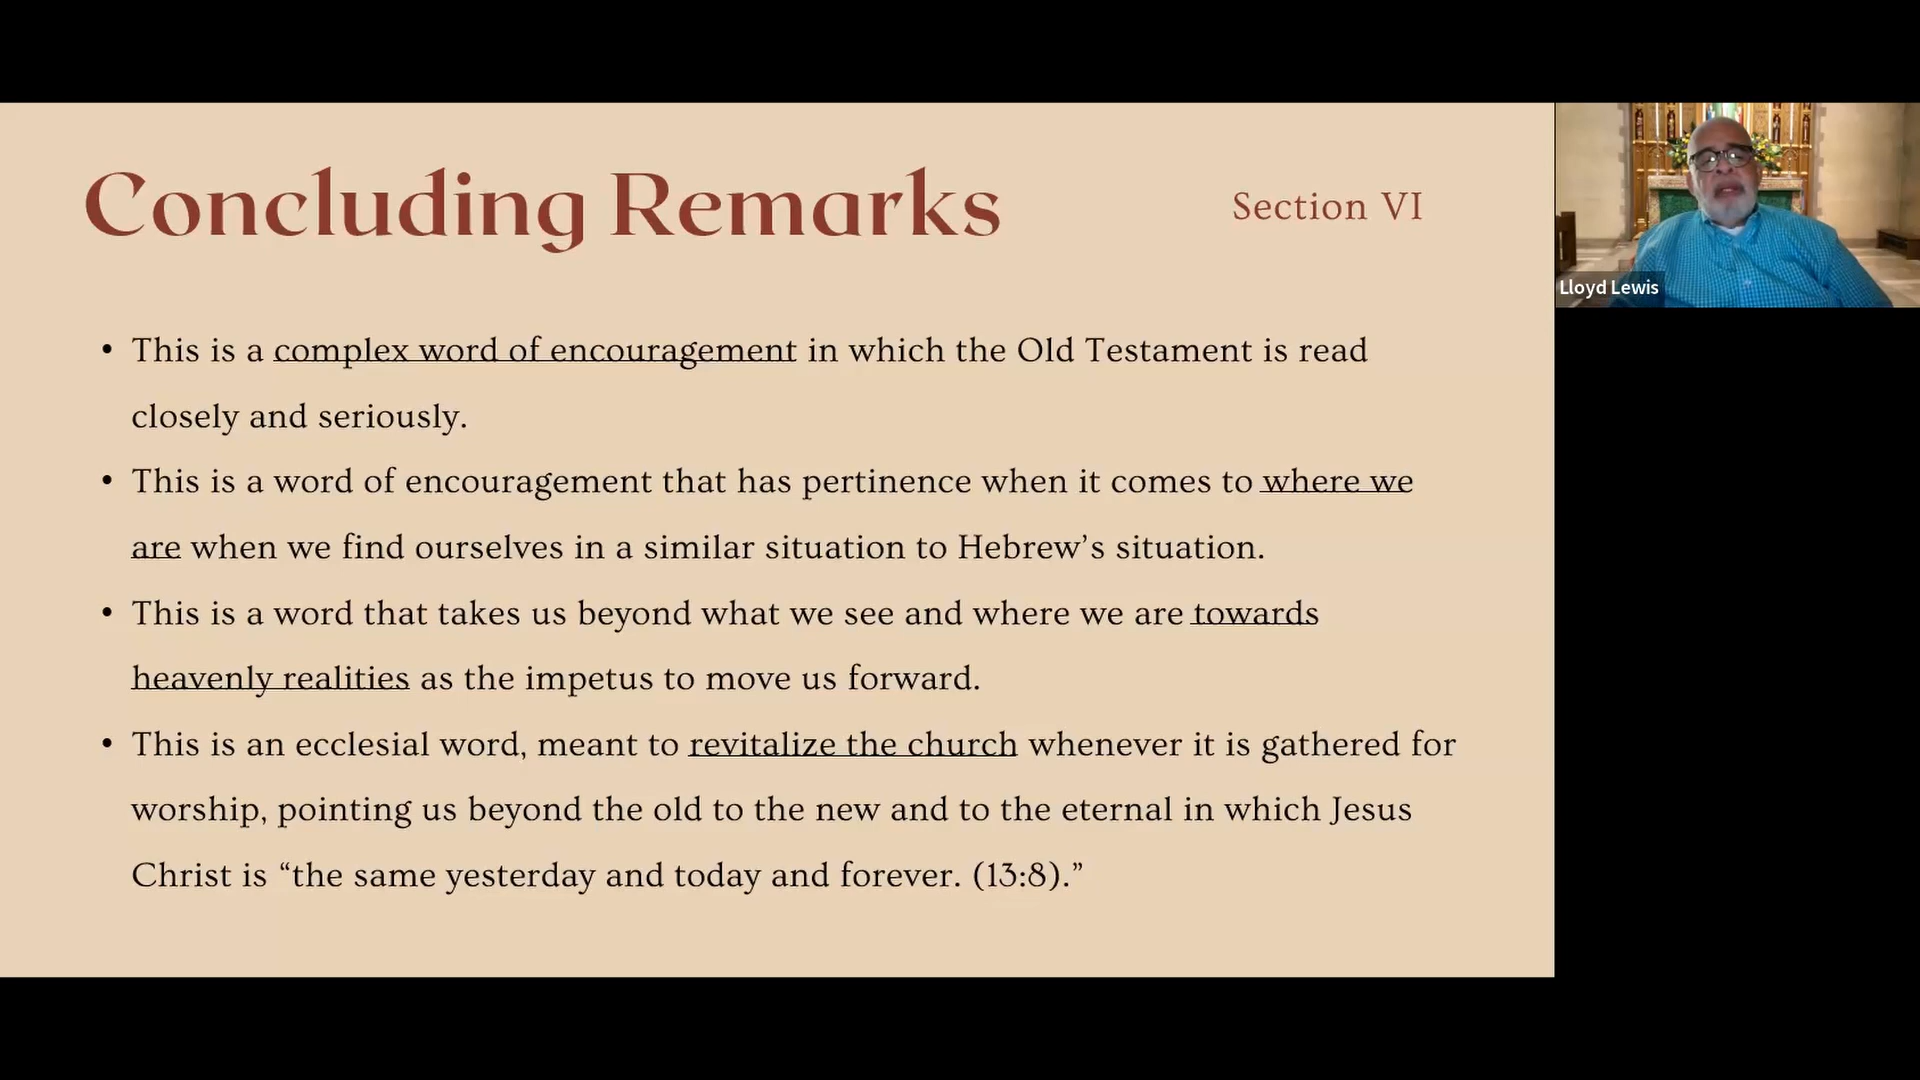 Concluding Remarks
Section VI
• This is a complex word of encouragement in which the Old Testament is read
closely and seriously.
• This is a word of encouragement that has pertinence when it comes to where we
are when we find ourselves in a similar situation to Hebrew’s situation.
• This is a word that takes us beyond what we see and where we are towards
heavenly realities as the impetus to move us forward.
• This is an ecclesial word, meant to revitalize the church whenever it is gathered for
worship, pointing us beyond the old to the new and to the eternal in which Jesus
Christ is “the same yesterday and today and forever. (13:8).”
Lloyd Lewis